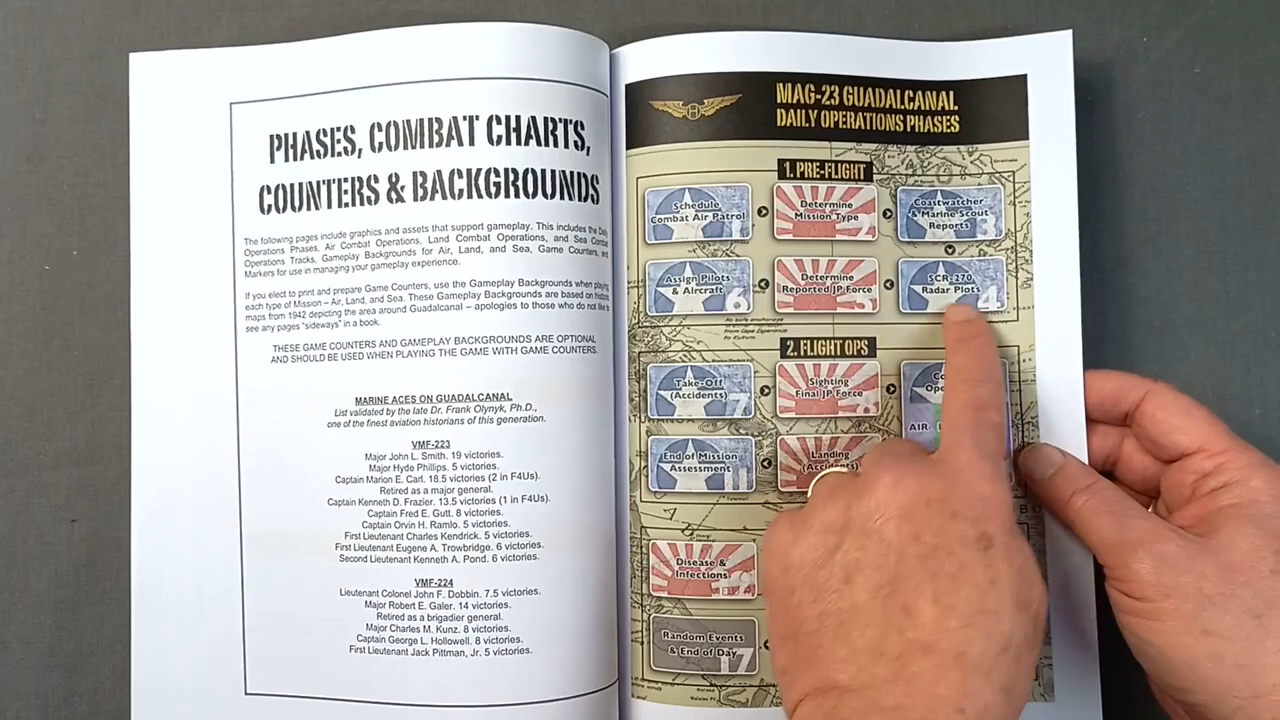 PHASES, COMBAT CHARTS,
COUNTERS & BACKGROUNDS
The following pages include graphics and assets that support gameplay. This includes the Daily
Operations Phases, Air Combat Operations, Land Combat Operations, and Sea Combat
Operations Tracks, Gameplay Backgrounds for Air, Land, and Sea, Game Counters, and
Markers for use in managing your gameplay experience.
If you elect to print and prepare Game Counters, use the Gameplay Backgrounds when playing
each type of Mission – Air, Land, and Sea. These Gameplay Backgrounds are based on historic
maps from 1942 depicting the area around Guadalcanal – apologies to those who do not like to
see any pages “sideways” in a book.
THESE GAME COUNTERS AND GAMEPLAY BACKGROUNDS ARE OPTIONAL
AND SHOULD BE USED WHEN PLAYING THE GAME WITH GAME COUNTERS.
MARINE ACES ON GUADALCANAL
List validated by the late Dr. Frank Olynyk, Ph.D.,
one of the finest aviation historians of this generation.
VMF-223
Major John L. Smith. 19 victories.
Major Hyde Phillips. 5 victories.
Captain Marion E. Carl. 18.5 victories (2 in F4Us).
Retired as a major general.
Captain Kenneth D. Frazier. 13.5 victories (1 in F4Us).
Captain Fred E. Gutt. 8 victories.
Captain Orvin H. Ramlo. 5 victories.
First Lieutenant Charles Kendrick. 5 victories.
First Lieutenant Eugene A. Trowbridge. 6 victories.
Second Lieutenant Kenneth A. Pond. 6 victories.
VMF-224
Lieutenant Colonel John F. Dobbin. 7.5 victories.
Major Robert E. Galer. 14 victories.
Retired as a brigadier general.
Major Charles M. Kunz. 8 victories.
Captain George L. Hollowell. 8 victories.
First Lieutenant Jack Pittman, Jr. 5 victories.
MAG-23 GUADALCANAL
DAILY OPERATIONS PHASES
1. PRE-FLIGHT
Schedule
Combat Air Patrol
1
Determine
Mission Type
2
Coastwatcher
& Marine Scout
Reports
3
Assign Pilots
& Aircraft
6
Determine
Reported JP Force
5
SCR-270
Radar Plots
4
No safe anchorage
from Cape Esperance
to Kukum
2. FLIGHT OPS
Take-Off
(Accidents)
7
Sighting
Final JP Force
8
AIR
End of Mission
Assessment
11
Landing
(Accidents)
Disease &
Infections
Random Events
& End of Day
17